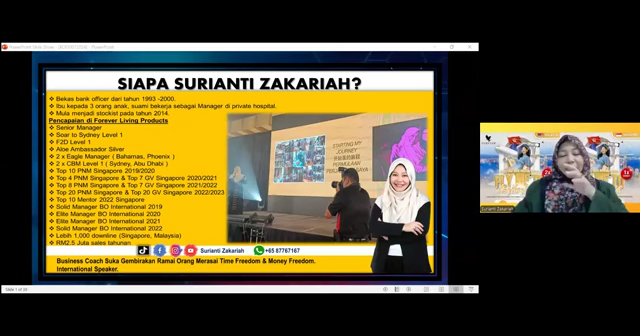 SIAPA SURIANTI ZAKARIAH?
Bekas bank officer dari tahun 1993 -2000.
Ibu kepada 3 orang anak, suami bekerja sebagai Manager di private hospital.
Mula menjadi stockist pada tahun 2014.
Pencapaian di Forever Living Products
Senior Manager
Soar to Sydney Level 1
F2D Level 1
Aloe Ambassador Silver
2 x Eagle Manager ( Bahamas, Phoenix )
2 x CBM Level 1 ( Sydney, Abu Dhabi )
Top 10 PNM Singapore 2019/2020
Top 4 PNM Singapore & Top 7 GV Singapore 2020/2021
Top 8 PNM Singapore & Top 7 GV Singapore 2021/2022
Top 20 PNM Singapore & Top 20 GV Singapore 2022/2023
Top 10 Mentor 2022 Singapore
Solid Manager BO International 2019
Elite Manager BO International 2020
Elite Manager BO International 2021
Solid Manager BO International 2022
Lebih 1,000 downline (Singapore, Malaysia)
RM2.5 Juta sales tahunan
STARTING MY
JOURNEY
Surianti Zakariah
+65 87767167
Business Coach Suka Gembirakan Ramai Orang Merasai Time Freedom & Money Freedom.
International Speaker.
Surianti Zakariah